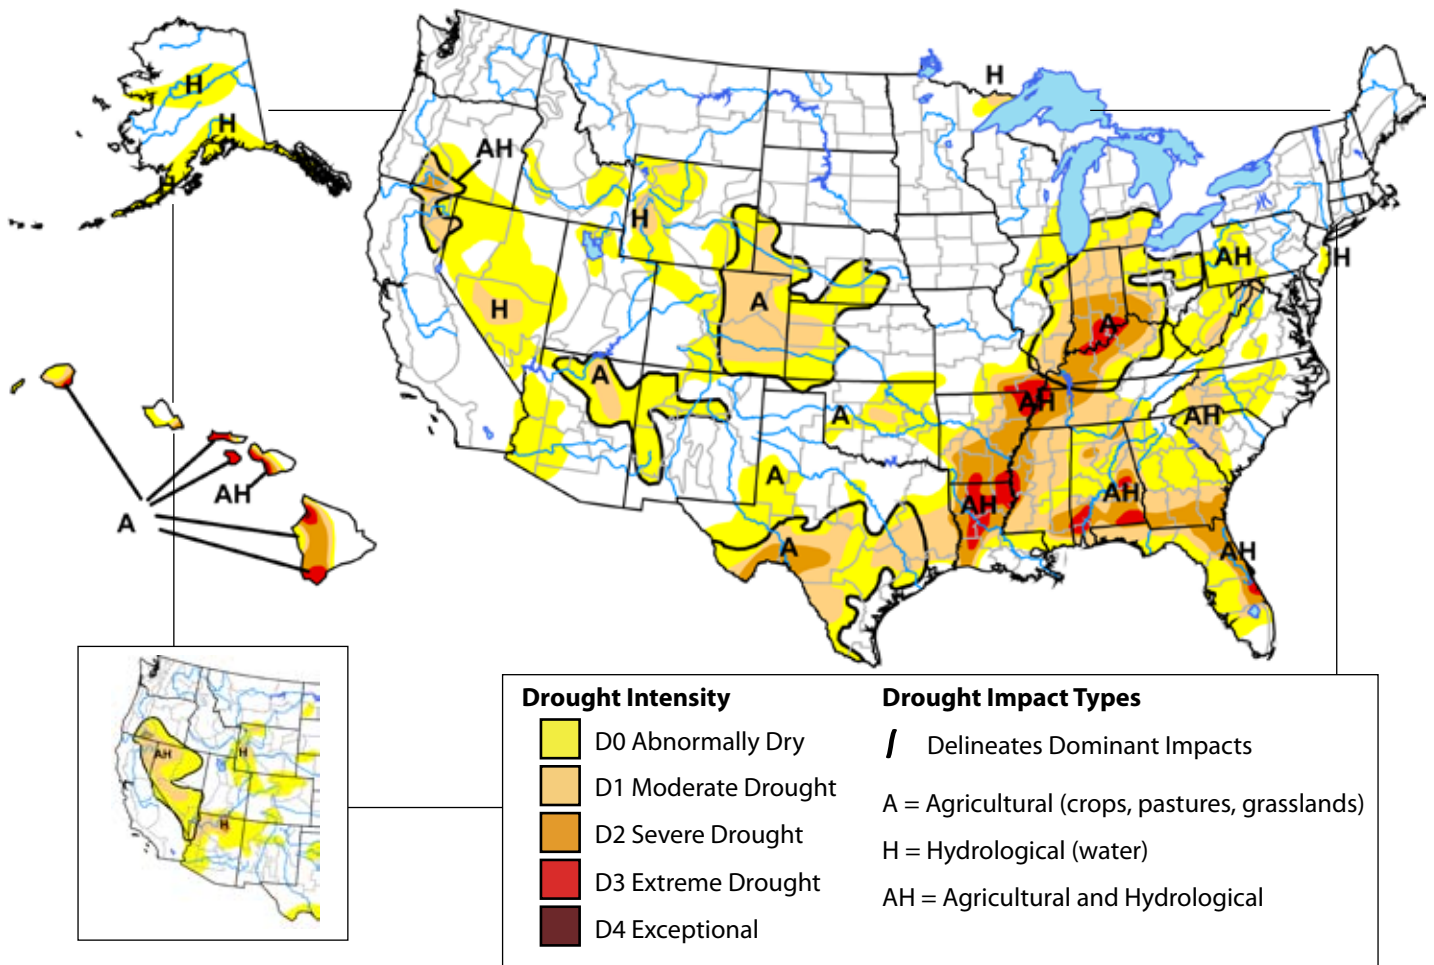 H
H
H
H
AH
H
H
A
A
A
A
A
AH
A
AH
AH
H
AH
AH
AH
AH
A
AH
AH
H
H
Drought Intensity
D0 Abnormally Dry
D1 Moderate Drought
D2 Severe Drought
D3 Extreme Drought
D4 Exceptional
Drought Impact Types
Delineates Dominant Impacts
A = Agricultural (crops, pastures, grasslands)
H = Hydrological (water)
AH = Agricultural and Hydrological